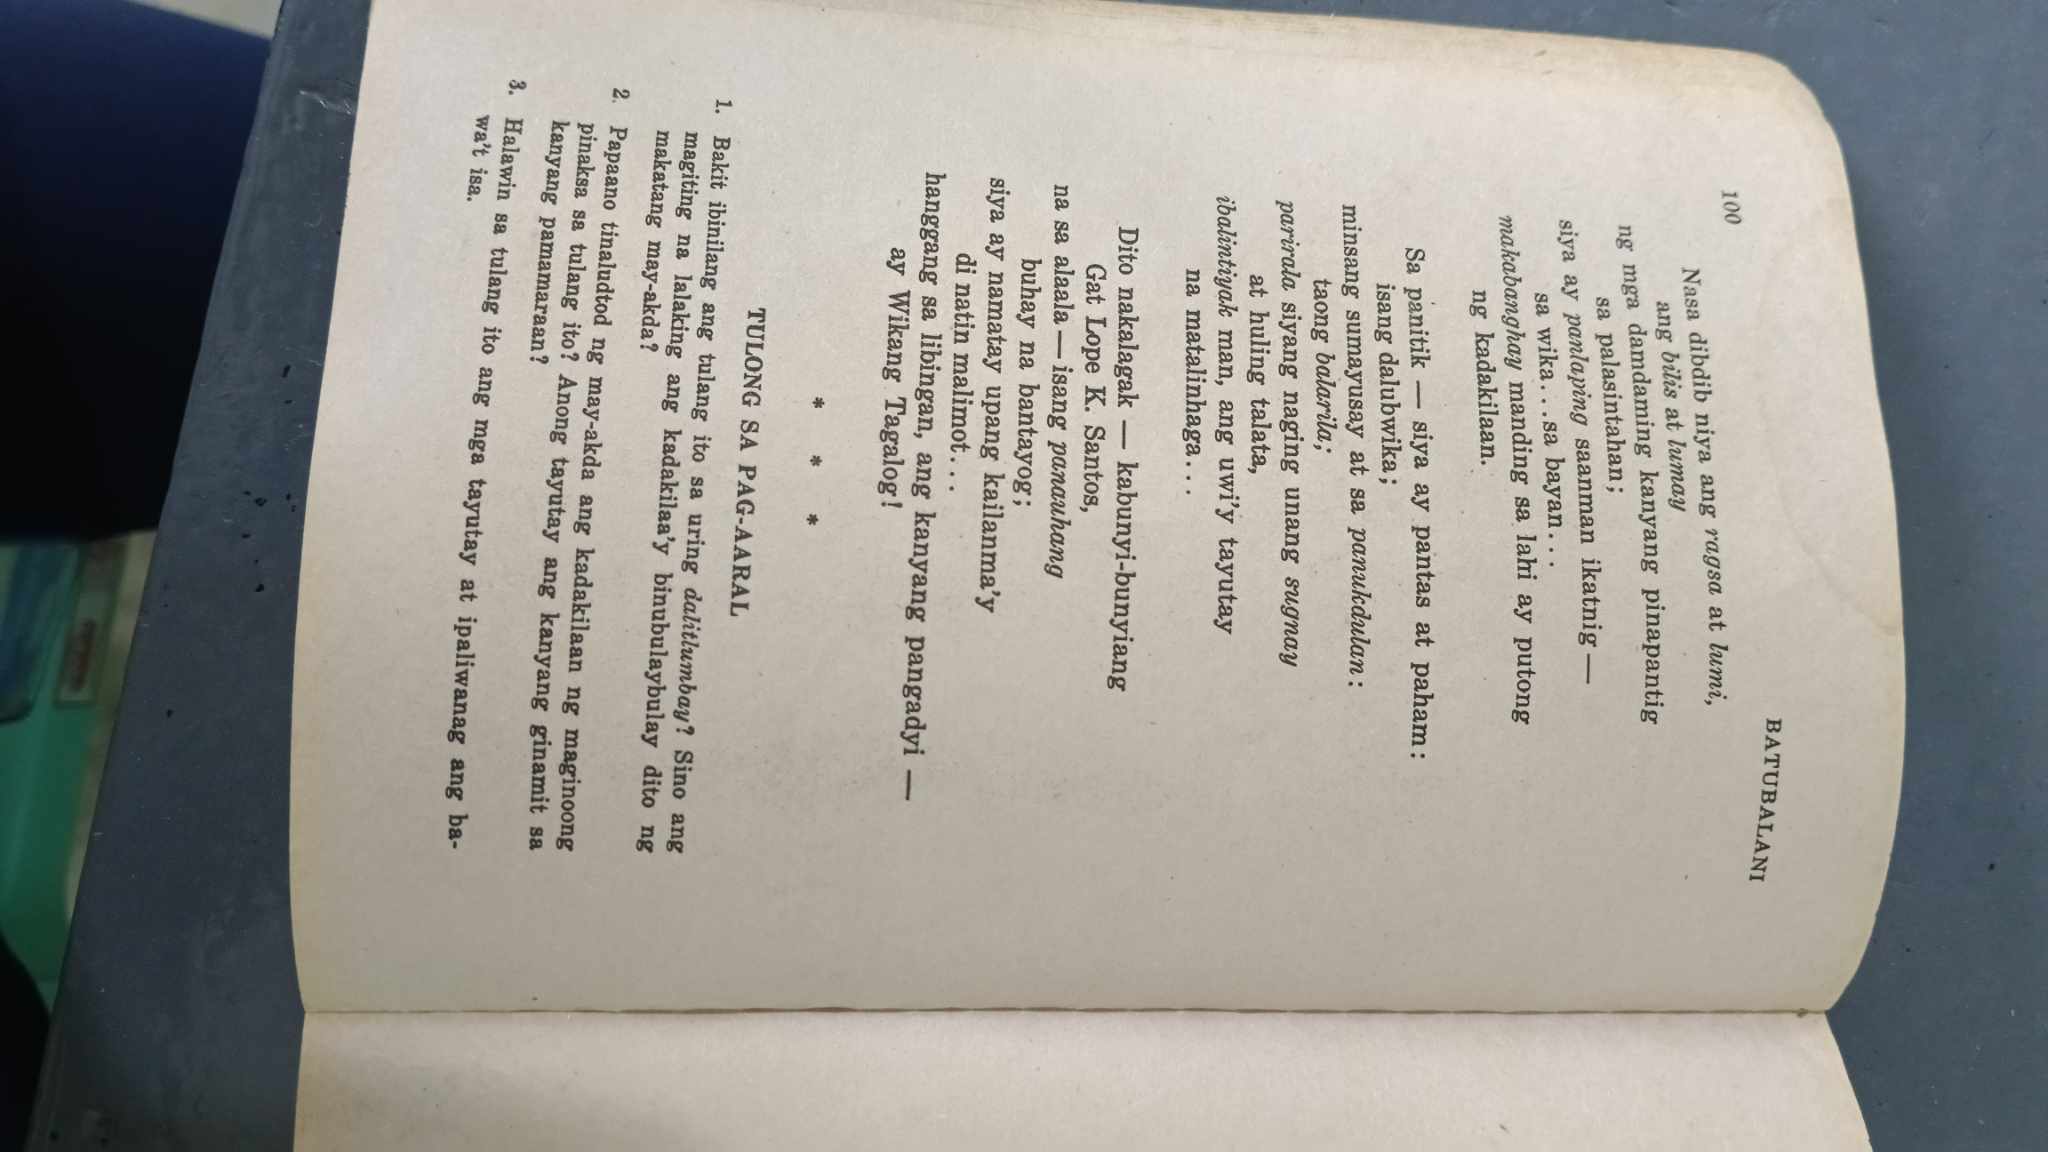 100 BATUBALANI
Nasa dibdib niya ang ragsa at lumi,
ang bilis at lumay
ng mga damdaming kanyang pinapantig
sa palasintahan;
siya ay panlaping saanman ikatnig—
sa wika...sa bayan...
makabanghay manding sa lahi ay putong
ng kadakilaan.
Sa panitik — siya ay pantas at paham:
isang dalubwika;
minsang sumayusay at sa panukdulan:
taong balarila;
parirala siyang naging unang sugnay
at huling talata,
ibalintiyak man, ang uwi'y tayutay
na matalinhaga...
Dito nakalagak — kabunyi-bunyiang
Gat Lope K. Santos,
na sa alaala — isang panauhang
buhay na bantayog;
siya ay namatay upang kailanma'y
di natin malimot...
hanggang sa libingan, ang kanyang pangadyi —
ay Wikang Tagalog!
* * *
TULONG SA PAG-AARAL
1. Bakit ibinilang ang tulang ito sa uring dalitlumbay? Sino ang
magiting na lalaking ang kadakilaa'y binubulaybulay dito ng
makatang may-akda?
2. Papaano tinaludtod ng may-akda ang kadakilaan ng maginoong
pinaksa sa tulang ito? Anong tayutay ang kanyang ginamit sa
kanyang pamamaraan?
3. Halawin sa tulang ito ang mga tayutay at ipaliwanag ang ba-
wa't isa.